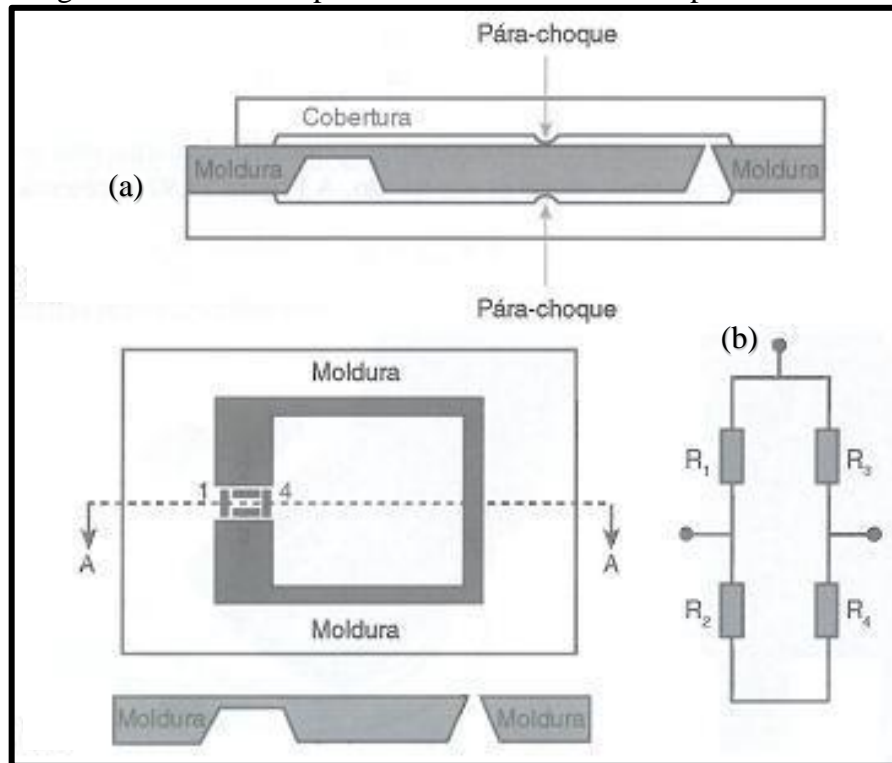 Pára-choque
Cobertura
Moldura
Moldura
(a)
Pára-choque
(b)
Moldura
1
4
A
A
Moldura
R₁
R₃
R₂
R₄
Moldura
Moldura